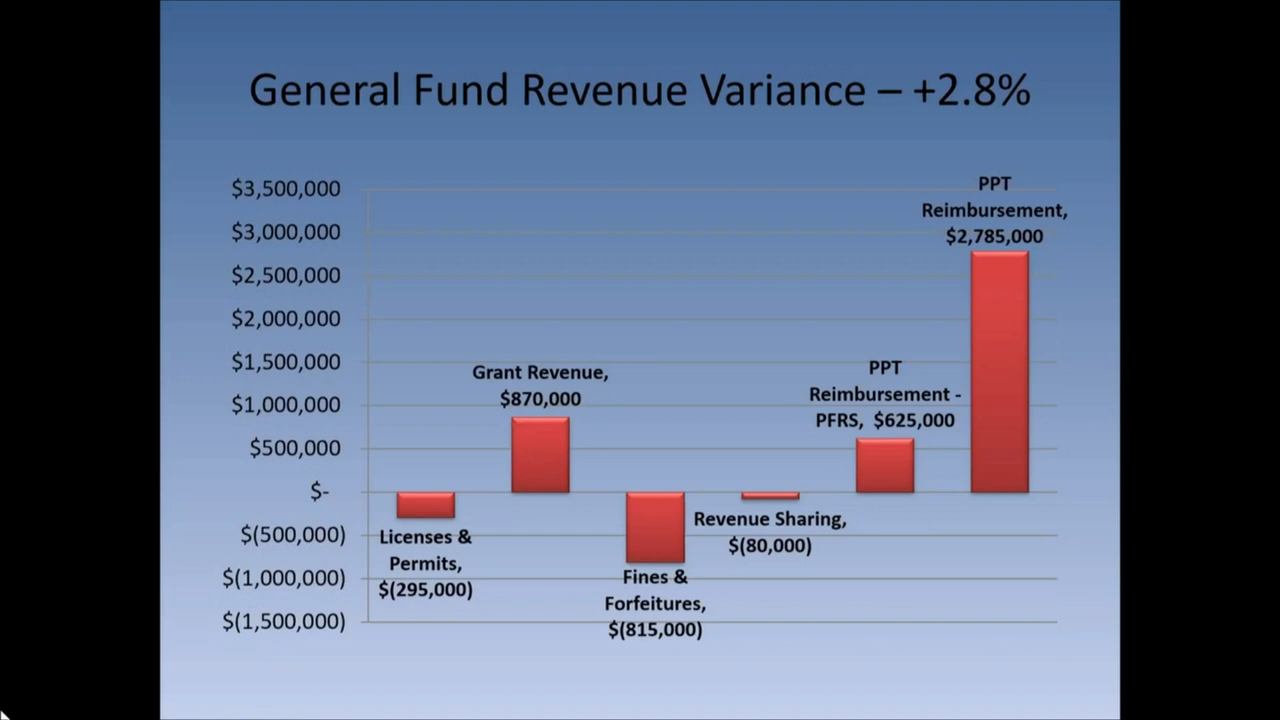 General Fund Revenue Variance – +2.8%
$3,500,000
$3,000,000
$2,500,000
$2,000,000
$1,500,000
$1,000,000
$500,000
$-
$(500,000)
$(1,000,000)
$(1,500,000)
Licenses &
Permits,
$(295,000)
Grant Revenue,
$870,000
Fines &
Forfeitures,
$(815,000)
Revenue Sharing,
$(80,000)
PPT
Reimbursement -
PFRS, $625,000
PPT
Reimbursement,
$2,785,000